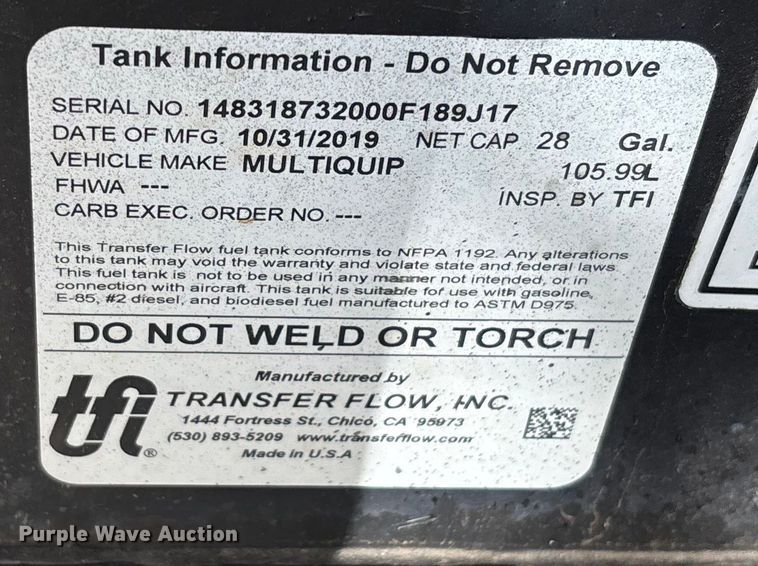 Tank Information - Do Not Remove
SERIAL NO. 148318732000F189J17
DATE OF MFG. 10/31/2019 NET CAP. 28 Gal.
VEHICLE MAKE MULTIQUIP 105.99L
FHWA --- INSP. BY TFI
CARB EXEC. ORDER NO. ---
This Transfer Flow fuel tank conforms to NFPA 1192. Any alterations
to this tank may void the warranty and violate state and federal laws.
This fuel tank is not to be used in any manner not intended, or in
connection with aircraft. This tank is suitable for use with gasoline,
E-85, #2 diesel, and biodiesel fuel manufactured to ASTM D975.
DO NOT WELD OR TORCH
Manufactured by
tfi® TRANSFER FLOW, INC.
1444 Fortress St., Chico, CA 95973
(530) 893-5209 www.transferflow.com
Made in U.S.A
Purple Wave Auction